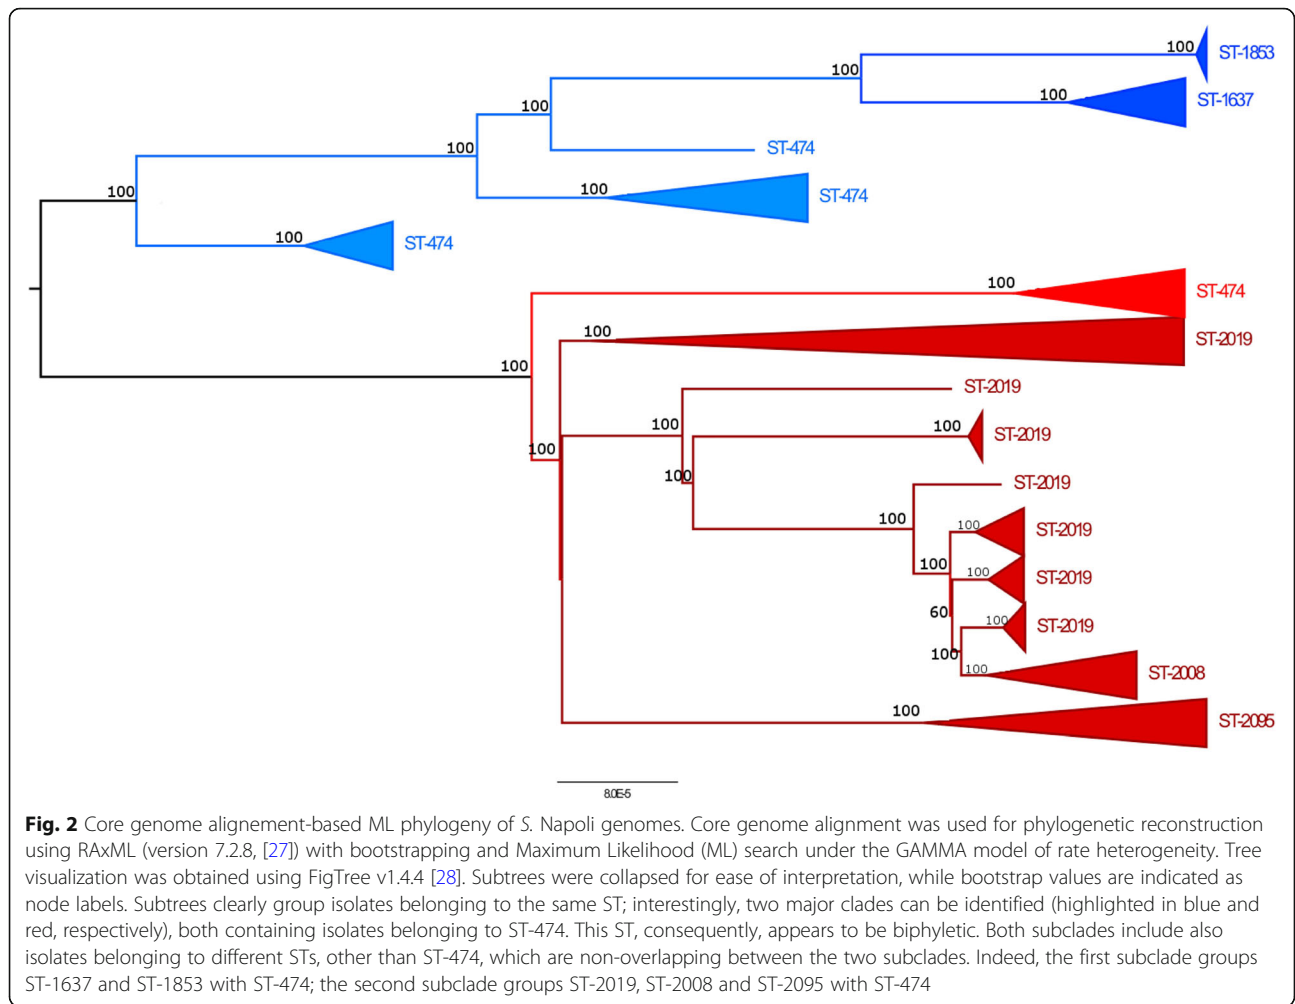 100
ST-1853
100
100
ST-1637
100
100
ST-474
100
ST-474
100
100
ST-474
100
ST-474
100
ST-2019
100
ST-2019
100
100
ST-2019
100
100
ST-2019
100
100
ST-2019
100
100
ST-2019
60
100
ST-2019
100
100
ST-2008
100
ST-2095
8.0E-5
Fig. 2 Core genome alignement-based ML phylogeny of S. Napoli genomes. Core genome alignment was used for phylogenetic reconstruction
using RAxML (version 7.2.8, [27]) with bootstrapping and Maximum Likelihood (ML) search under the GAMMA model of rate heterogeneity. Tree
visualization was obtained using FigTree v1.4.4 [28]. Subtrees were collapsed for ease of interpretation, while bootstrap values are indicated as
node labels. Subtrees clearly group isolates belonging to the same ST; interestingly, two major clades can be identified (highlighted in blue and
red, respectively), both containing isolates belonging to ST-474. This ST, consequently, appears to be biphyletic. Both subclades include also
isolates belonging to different STs, other than ST-474, which are non-overlapping between the two subclades. Indeed, the first subclade groups
ST-1637 and ST-1853 with ST-474; the second subclade groups ST-2019, ST-2008 and ST-2095 with ST-474